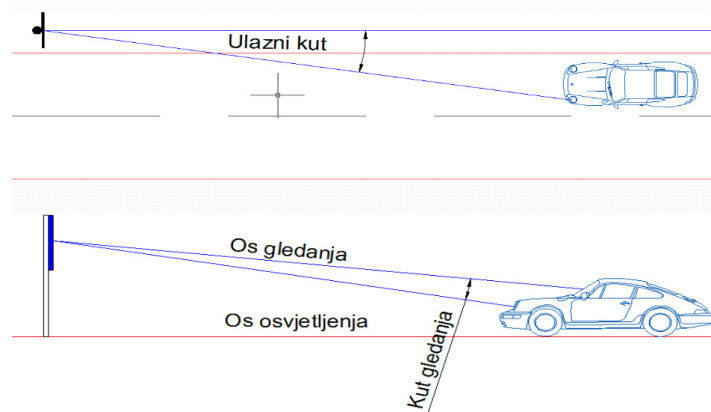 Ulazni kut
Os gledanja
Os osvjetljenja
Kut gledanja